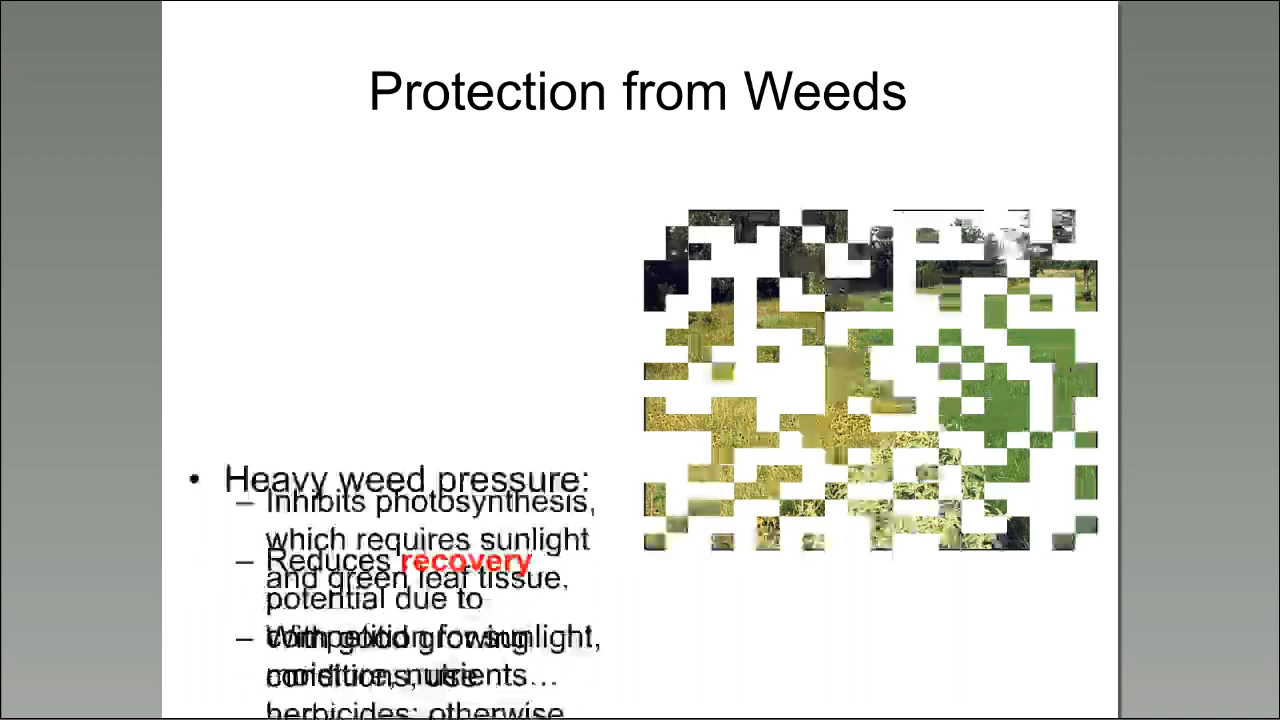 Protection from Weeds
• Heavy weed pressure:
– Inhibits photosynthesis,
which requires sunlight
and green leaf tissue.
– Reduces recovery
potential due to
competition for sunlight,
moisture, nutrients…
– With good growing
conditions, use
herbicides; otherwise